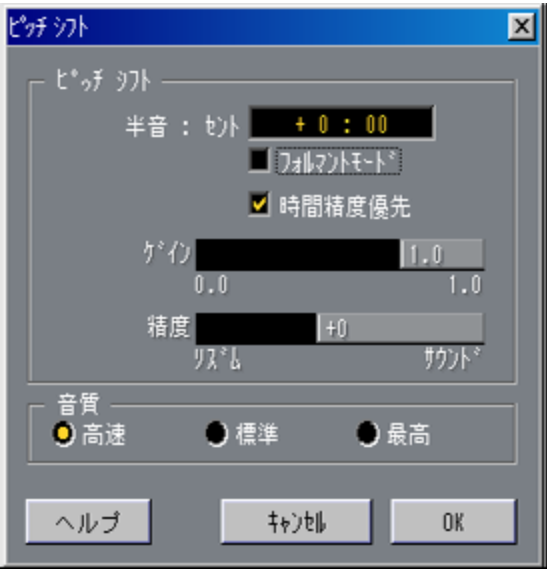 ﾋﾟｯﾁ ｼﾌﾄ
ﾋﾟｯﾁ ｼﾌﾄ
半音 : ｾﾝﾄ + 0 : 00
ﾌｫﾙﾏﾝﾄﾓｰﾄﾞ
時間精度優先
ｹﾞｲﾝ 1.0
0.0 1.0
精度 +0
ﾘｽﾞﾑ ｻｳﾝﾄﾞ
音質
高速 標準 最高
ヘルプ ｷｬﾝｾﾙ OK